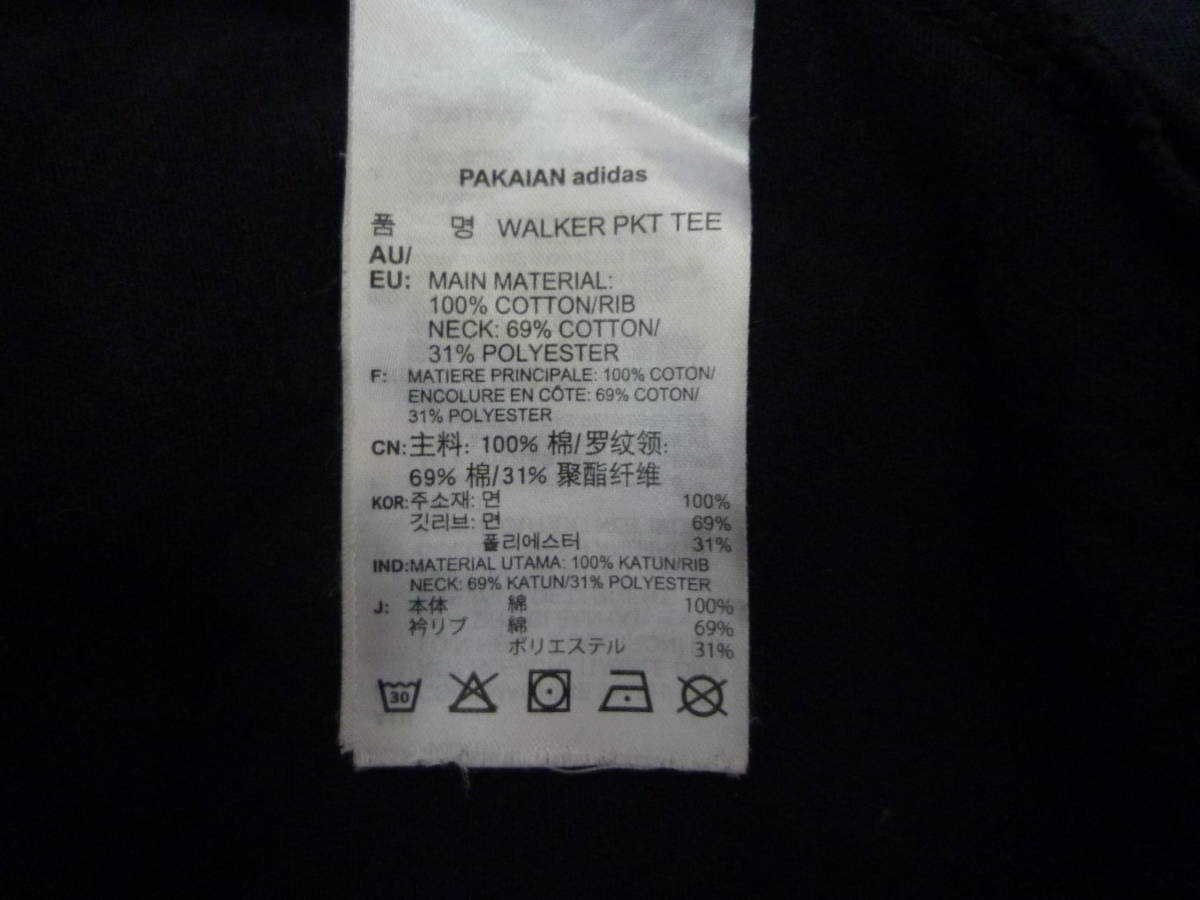 PAKAIAN adidas
품 명 WALKER PKT TEE
AU/
EU: MAIN MATERIAL:
100% COTTON/RIB
NECK: 69% COTTON/
31% POLYESTER
F: MATIERE PRINCIPALE: 100% COTON/
ENCOLURE EN CÔTE: 69% COTON/
31% POLYESTER
CN: 主料: 100% 棉/罗纹领:
69% 棉/31% 聚酯纤维
KOR: 주소재: 면 100%
깃리브: 면 69%
폴리에스터 31%
IND: MATERIAL UTAMA: 100% KATUN/RIB
NECK: 69% KATUN/31% POLYESTER
J: 本体 綿 100%
衿リブ 綿 69%
ポリエステル 31%
30